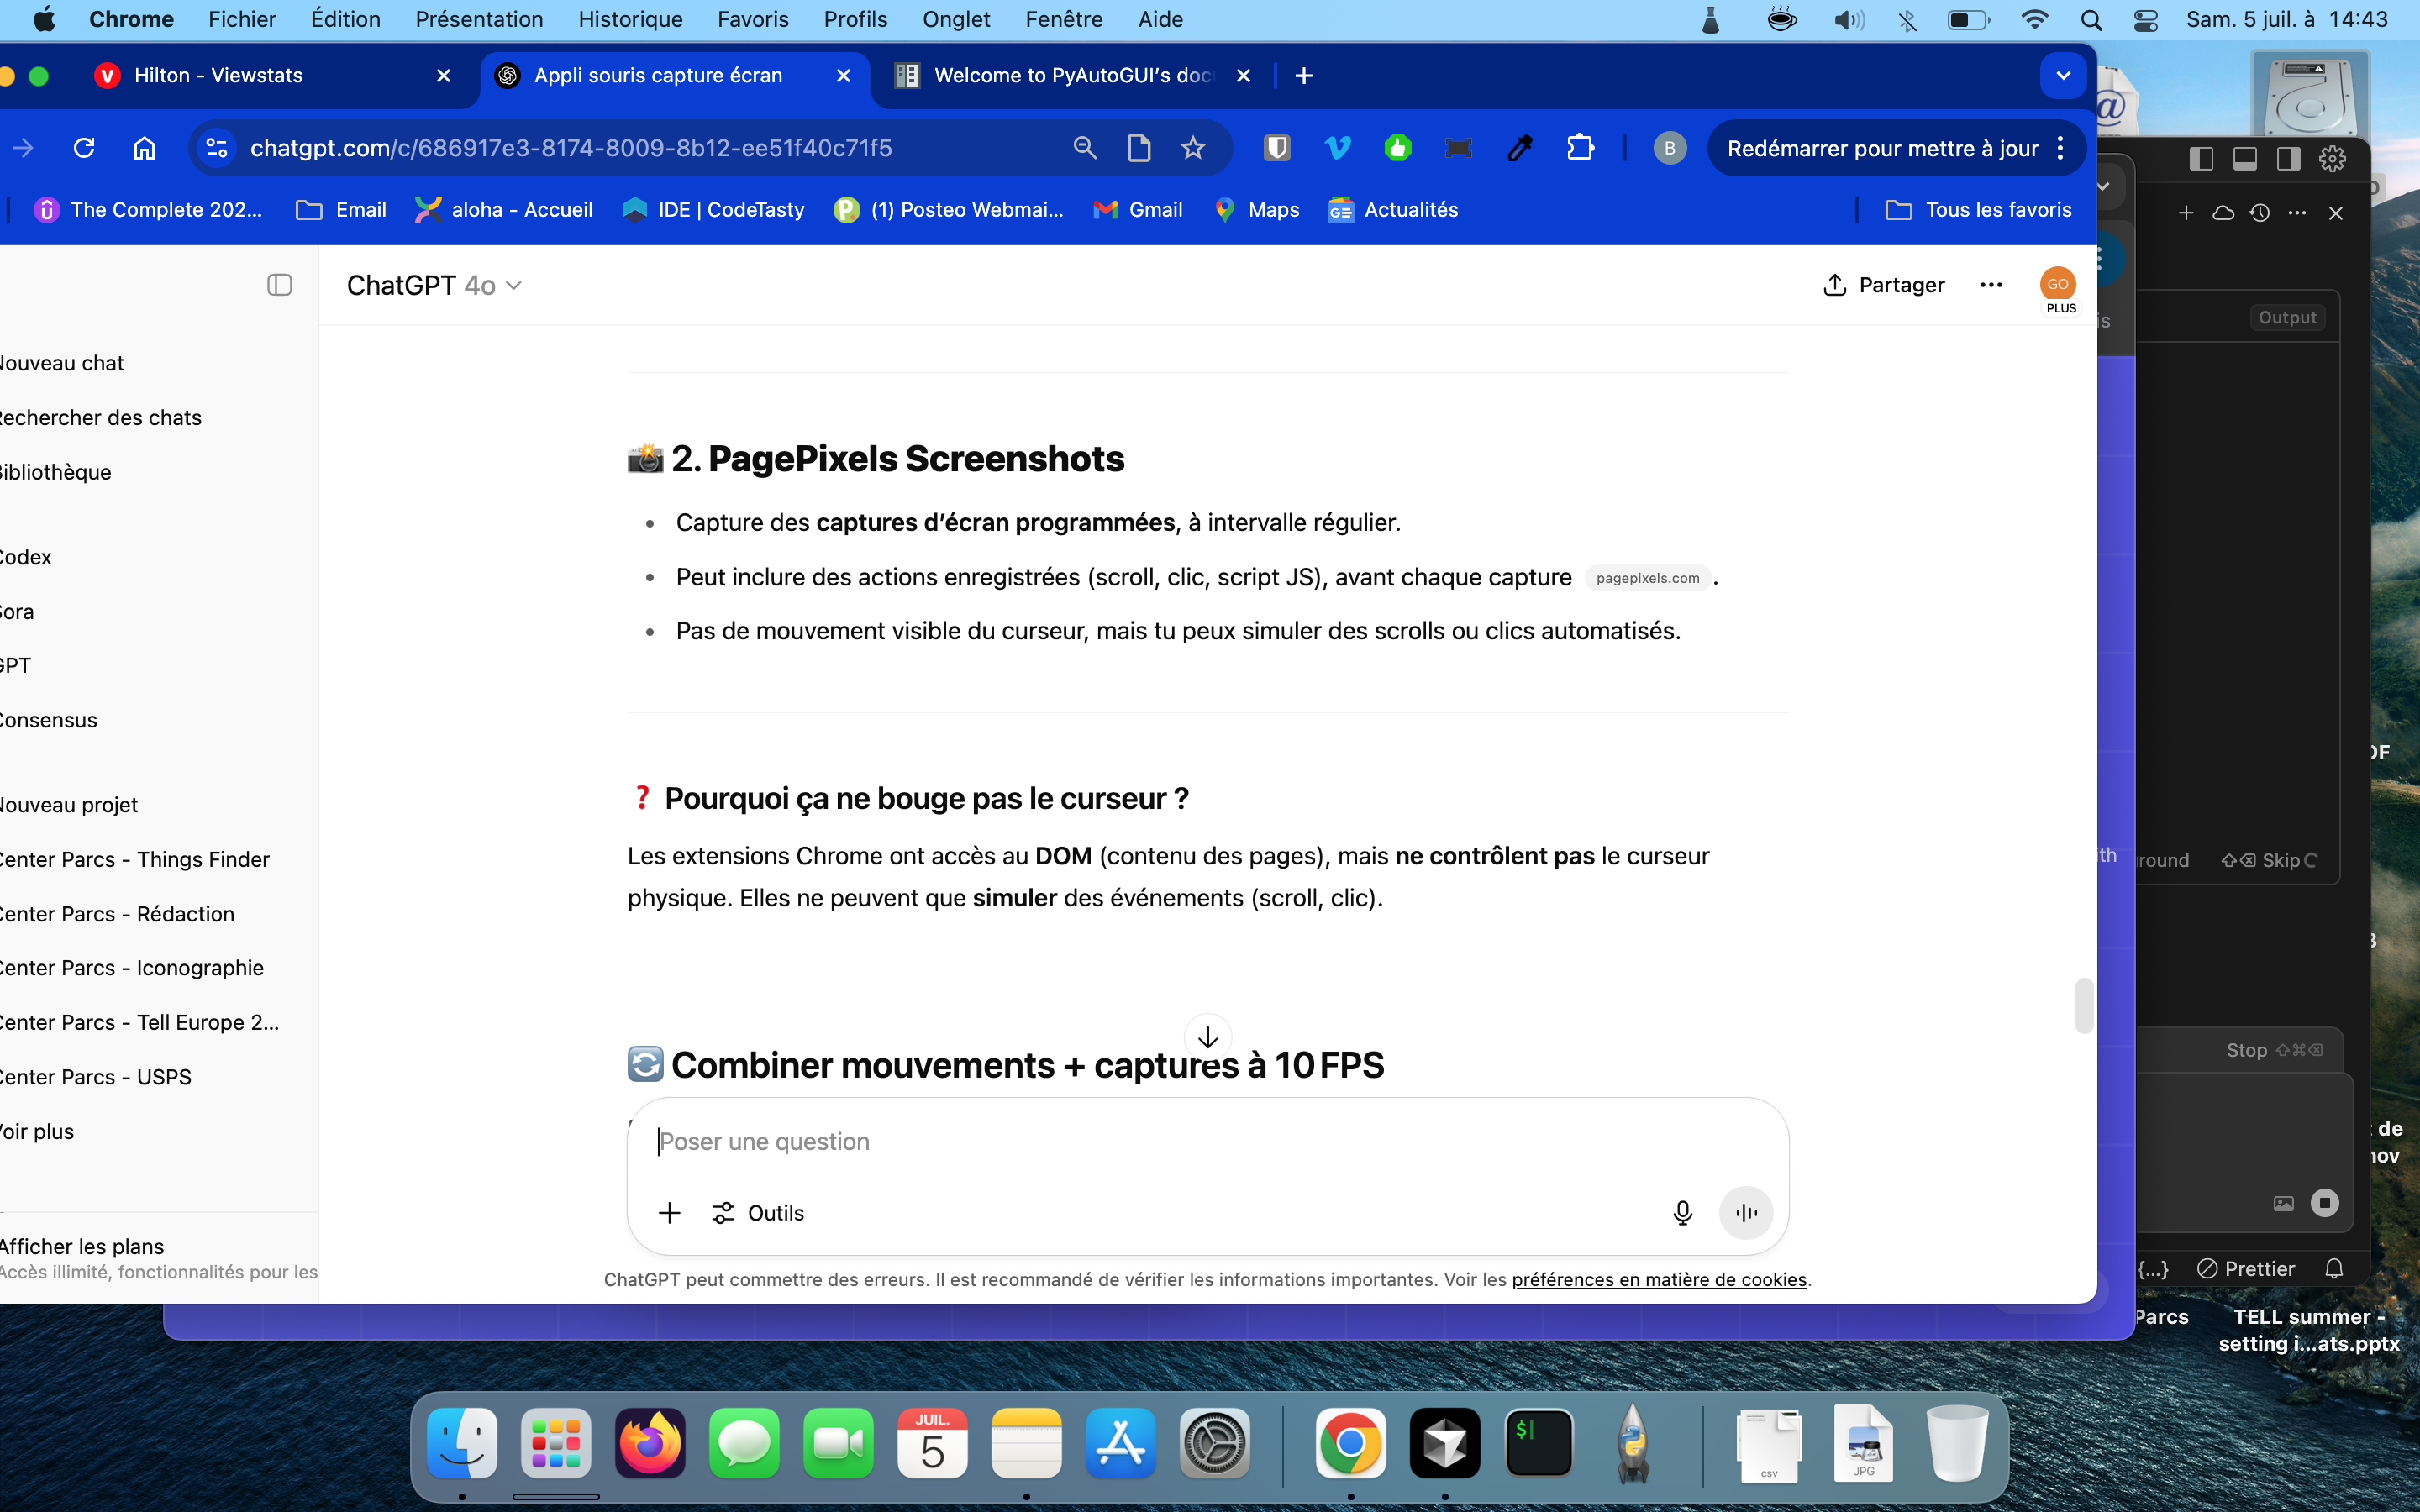 Chrome Fichier Édition Présentation Historique Favoris Profils Onglet Fenêtre Aide Sam. 5 juil. à 14:43
Hilton - Viewstats Appli souris capture écran Welcome to PyAutoGUI's doc
chatgpt.com/c/686917e3-8174-8009-8b12-ee51f40c71f5 B Redémarrer pour mettre à jour
The Complete 202... Email aloha - Accueil IDE | CodeTasty (1) Posteo Webmai... Gmail Maps Actualités Tous les favoris
ChatGPT 4o Partager GO
PLUS
Output
Nouveau chat
Rechercher des chats
Bibliothèque
Codex
Sora
GPT
Consensus
Nouveau projet
Center Parcs - Things Finder
Center Parcs - Rédaction
Center Parcs - Iconographie
Center Parcs - Tell Europe 2...
Center Parcs - USPS
Voir plus
Afficher les plans
Accès illimité, fonctionnalités pour les
📸 2. PagePixels Screenshots
• Capture des captures d'écran programmées, à intervalle régulier.
• Peut inclure des actions enregistrées (scroll, clic, script JS), avant chaque capture pagepixels.com .
• Pas de mouvement visible du curseur, mais tu peux simuler des scrolls ou clics automatisés.
❓ Pourquoi ça ne bouge pas le curseur ?
Les extensions Chrome ont accès au DOM (contenu des pages), mais ne contrôlent pas le curseur
physique. Elles ne peuvent que simuler des événements (scroll, clic).
🔄 Combiner mouvements + captures à 10 FPS
Poser une question
Outils
ChatGPT peut commettre des erreurs. Il est recommandé de vérifier les informations importantes. Voir les préférences en matière de cookies.
Skip
Stop ⇧⌘⌫
{...} Prettier
Parcs
TELL summer -
setting i...ats.pptx
JUIL.
5
$
CSV
JPG